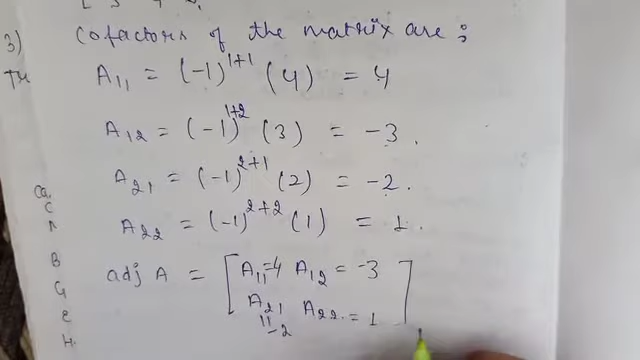 3) cofactors of the matrix are :
A₁₁ = (-1)¹⁺¹ (4) = 4
A₁₂ = (-1)¹⁺² (3) = -3.
A₂₁ = (-1)²⁺¹ (2) = -2.
A₂₂ = (-1)²⁺² (1) = 1.
adj A = [ A₁₁=4 A₁₂ = -3
A₂₁ A₂₂. = 1 ]
||
-2